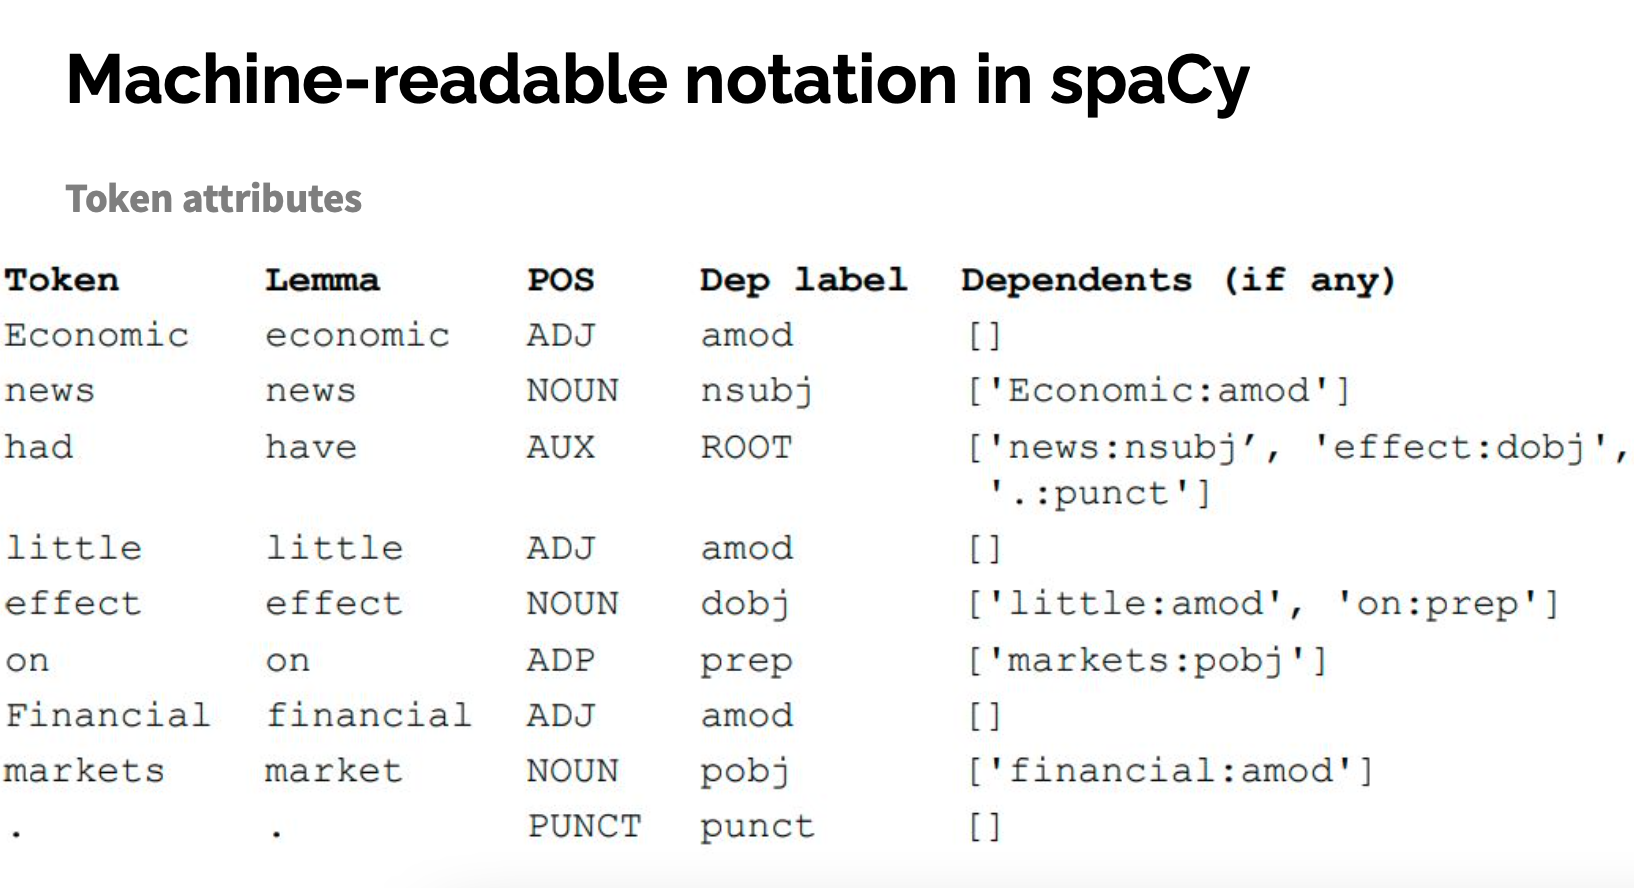 Machine-readable notation in spaCy
Token attributes
Token Lemma POS Dep label Dependents (if any)
Economic economic ADJ amod []
news news NOUN nsubj ['Economic:amod']
had have AUX ROOT ['news:nsubj’, 'effect:dobj',
'.:punct']
little little ADJ amod []
effect effect NOUN dobj ['little:amod', 'on:prep']
on on ADP prep ['markets:pobj']
Financial financial ADJ amod []
markets market NOUN pobj ['financial:amod']
. . PUNCT punct []